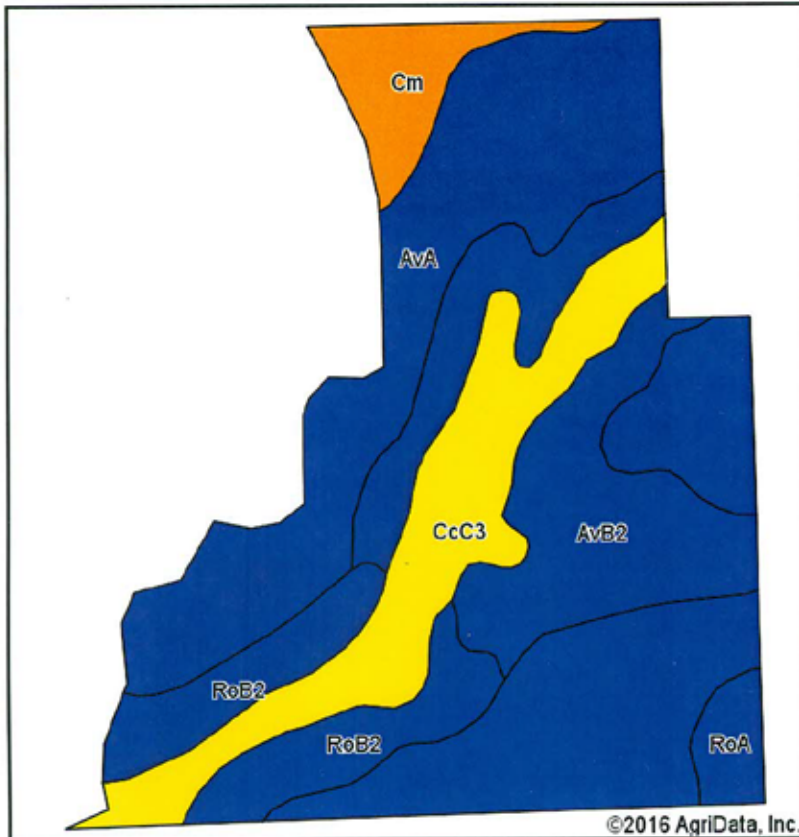 Cm
AvA
CcC3
AvB2
RoB2
RoB2
RoA
©2016 AgriData, Inc.